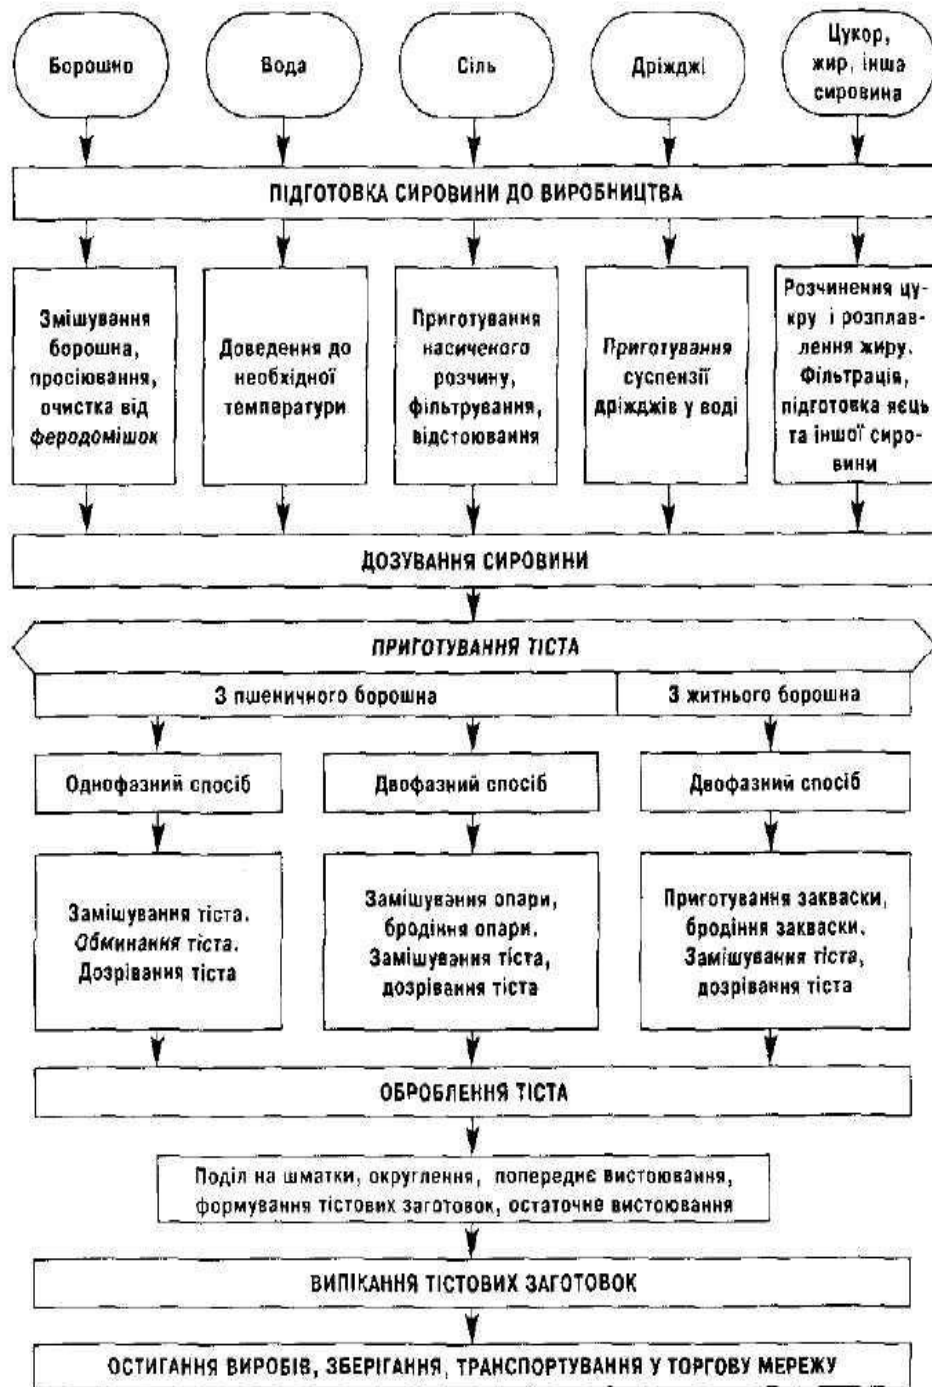 Борошно
Вода
Сіль
Дріжджі
Цукор,
жир, інша
сировина
ПІДГОТОВКА СИРОВИНИ ДО ВИРОБНИЦТВА
Змішування
борошна,
просіювання,
очистка від
феродомішок
Доведення до
необхідної
температури
Приготування
насиченого
розчину,
фільтрування,
відстоювання
Приготування
суспензії
дріжджів у воді
Розчинення цу-
кру і розплав-
лення жиру.
Фільтрація,
підготовка яєць
та іншої сиро-
вини
ДОЗУВАННЯ СИРОВИНИ
ПРИГОТУВАННЯ ТІСТА
З пшеничного борошна
З житнього борошна
Однофазний спосіб
Двофазний спосіб
Двофазний спосіб
Замішування тіста.
Обминання тіста.
Дозрівання тіста
Замішування опари,
бродіння опари.
Замішування тіста,
дозрівання тіста
Приготування закваски,
бродіння закваски.
Замішування тіста,
дозрівання тіста
ОБРОБЛЕННЯ ТІСТА
Поділ на шматки, округлення, попереднє вистоювання,
формування тістових заготовок, остаточне вистоювання
ВИПІКАННЯ ТІСТОВИХ ЗАГОТОВОК
ОСТИГАННЯ ВИРОБІВ, ЗБЕРІГАННЯ, ТРАНСПОРТУВАННЯ У ТОРГОВУ МЕРЕЖУ